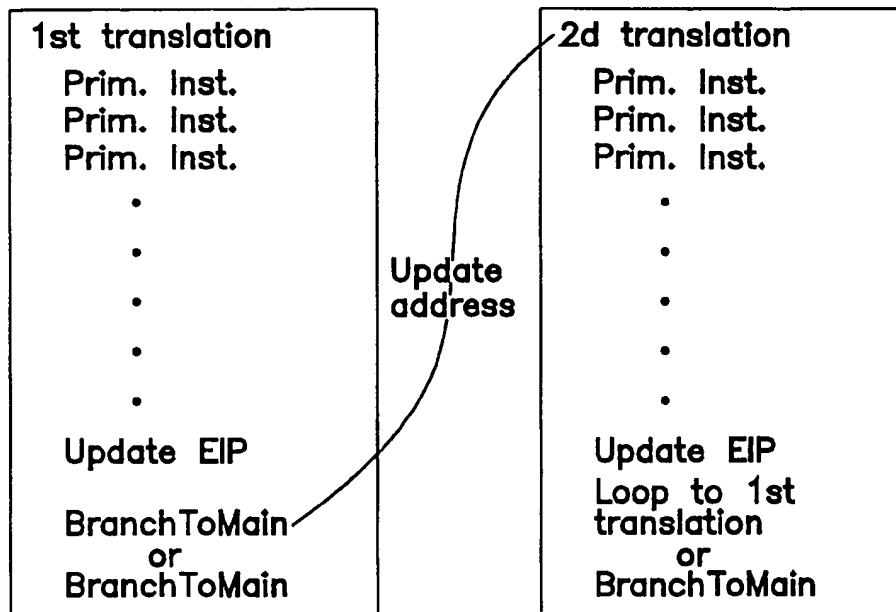 1st translation
Prim. Inst.
Prim. Inst.
Prim. Inst.
Update EIP
BranchToMain
or
BranchToMain
Update
address
2d translation
Prim. Inst.
Prim. Inst.
Prim. Inst.
Update EIP
Loop to 1st
translation
or
BranchToMain